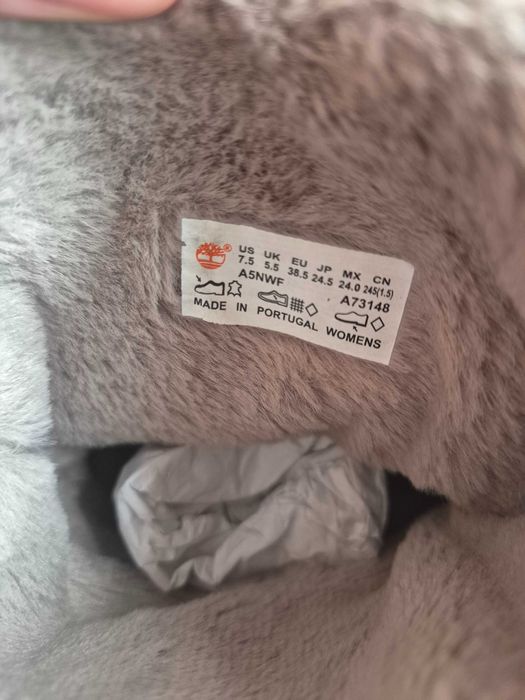 US UK EU JP MX CN
7.5 5.5 38.5 24.5 24.0 245(1.5)
A5NWF A73148
MADE IN PORTUGAL WOMENS